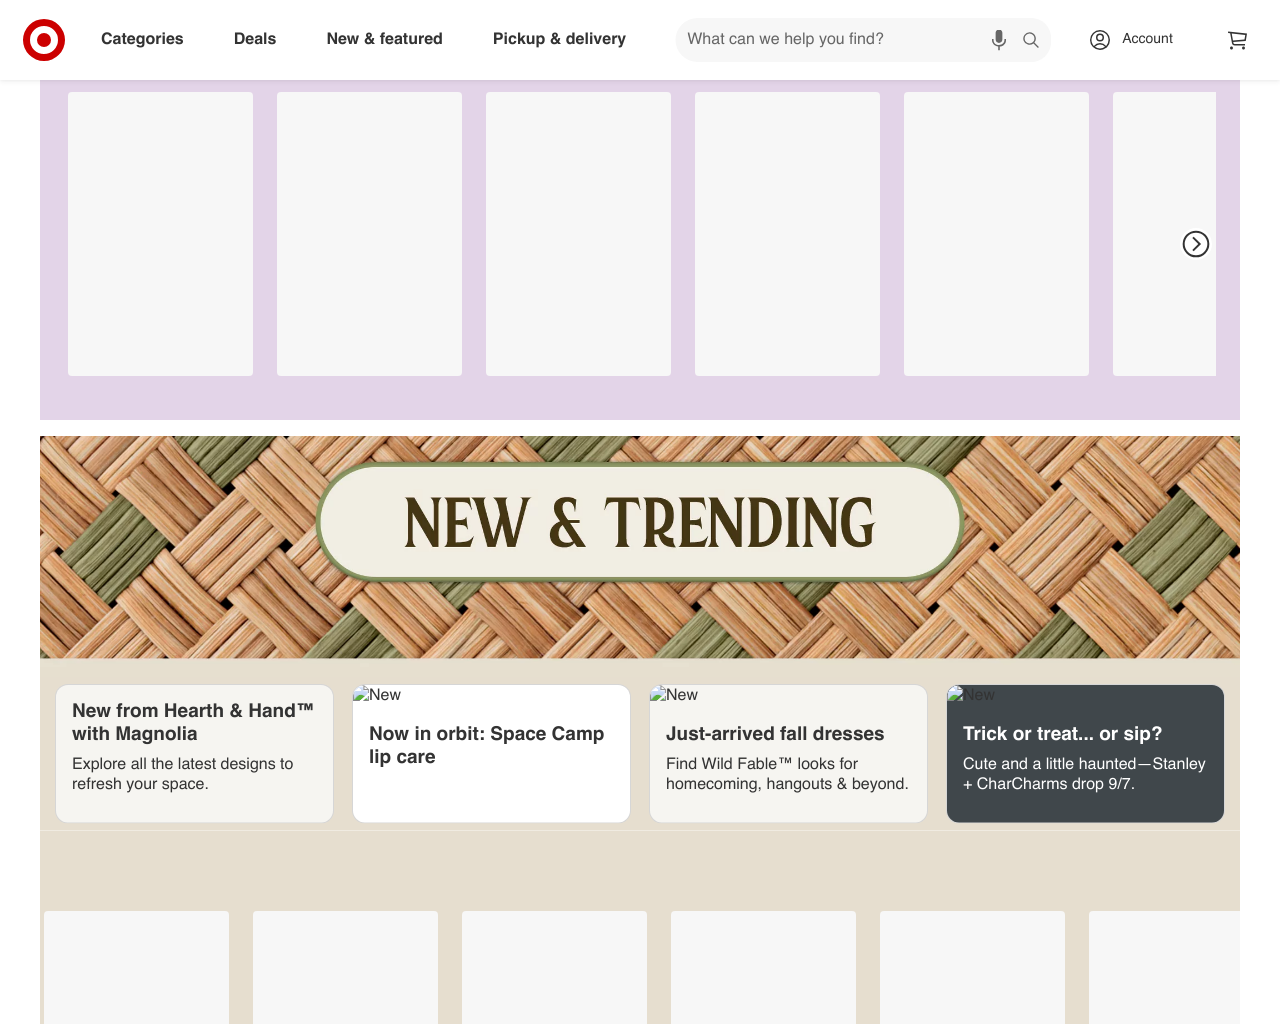 Categories
Deals
New & featured
Pickup & delivery
What can we help you find?
Account
NEW & TRENDING
New from Hearth & Hand™
with Magnolia
Explore all the latest designs to
refresh your space.
New
Now in orbit: Space Camp
lip care
New
Just-arrived fall dresses
Find Wild Fable™ looks for
homecoming, hangouts & beyond.
New
Trick or treat... or sip?
Cute and a little haunted—Stanley
+ CharCharms drop 9/7.